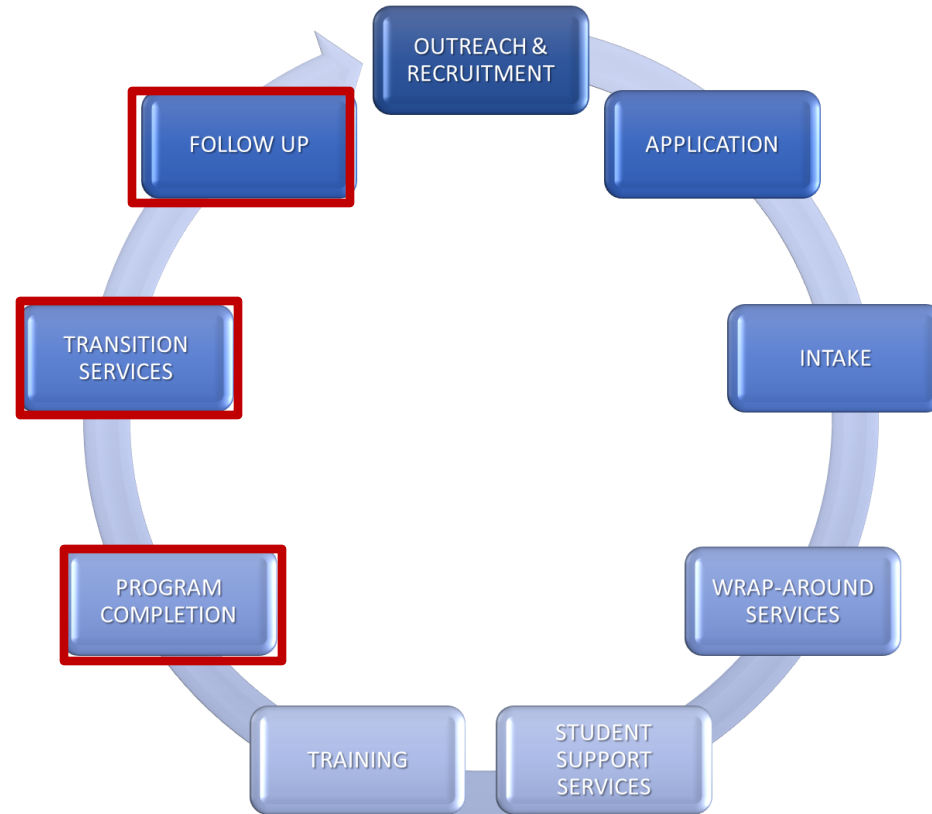 OUTREACH &
RECRUITMENT
APPLICATION
INTAKE
WRAP-AROUND
SERVICES
STUDENT
SUPPORT
SERVICES
TRAINING
PROGRAM
COMPLETION
TRANSITION
SERVICES
FOLLOW UP